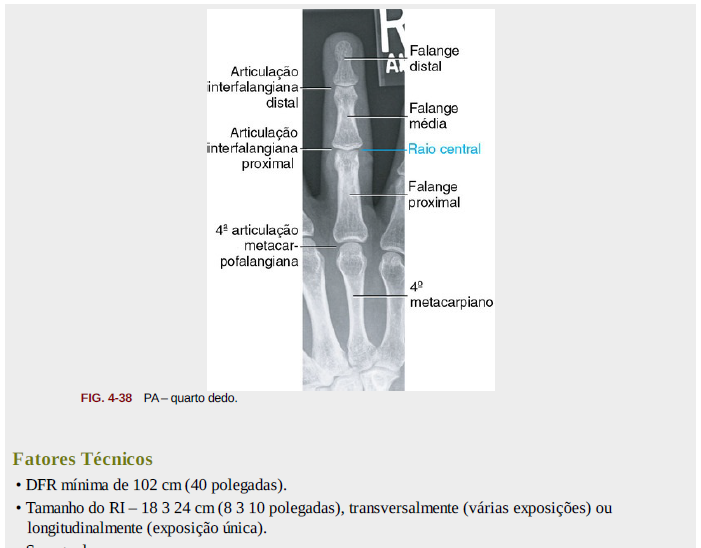 R
Falange
distal
Articulação
interfalangiana
distal
Falange
média
Articulação
interfalangiana
proximal
Raio central
Falange
proximal
4ª articulação
metacar-
pofalangiana
4º
metacarpiano
FIG. 4-38 PA – quarto dedo.
Fatores Técnicos
• DFR mínima de 102 cm (40 polegadas).
• Tamanho do RI – 18 3 24 cm (8 3 10 polegadas), transversalmente (várias exposições) ou
longitudinalmente (exposição única).